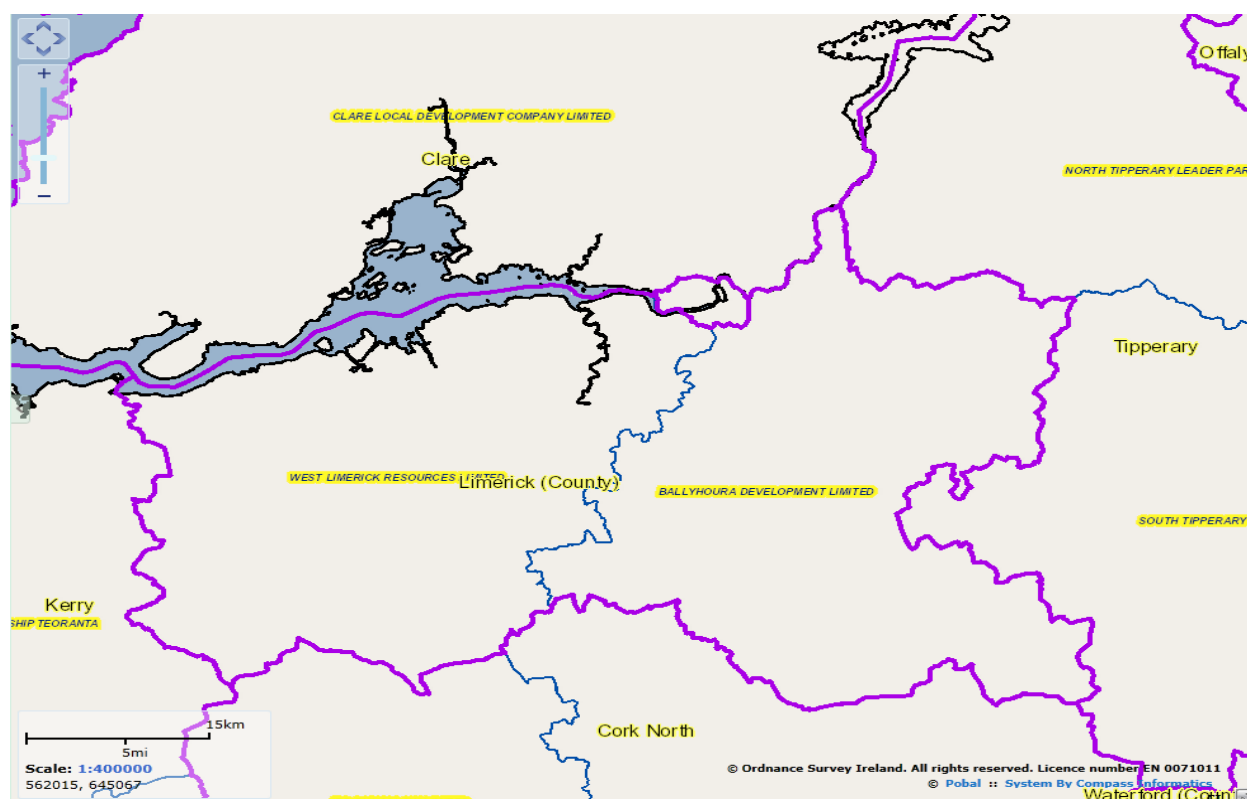 Offaly
CLARE LOCAL DEVELOPMENT COMPANY LIMITED
Clare
NORTH TIPPERARY LEADER PAR
Tipperary
WEST LIMERICK RESOURCES LIMITED
Limerick (County)
BALLYHOURA DEVELOPMENT LIMITED
SOUTH TIPPERARY
Kerry
SHIP TEORANTA
Cork North
15km
5mi
Scale: 1:400000
562015, 645067
© Ordnance Survey Ireland. All rights reserved. Licence number EN 0071011
© Pobal :: System By Compass Informatics
Waterford (Count